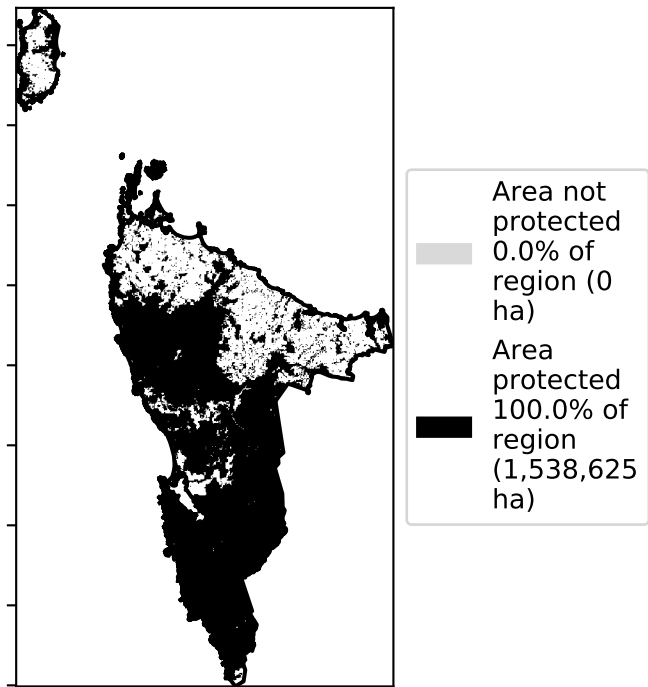 Area not
protected
0.0% of
region (0
ha)
Area
protected
100.0% of
region
(1,538,625
ha)